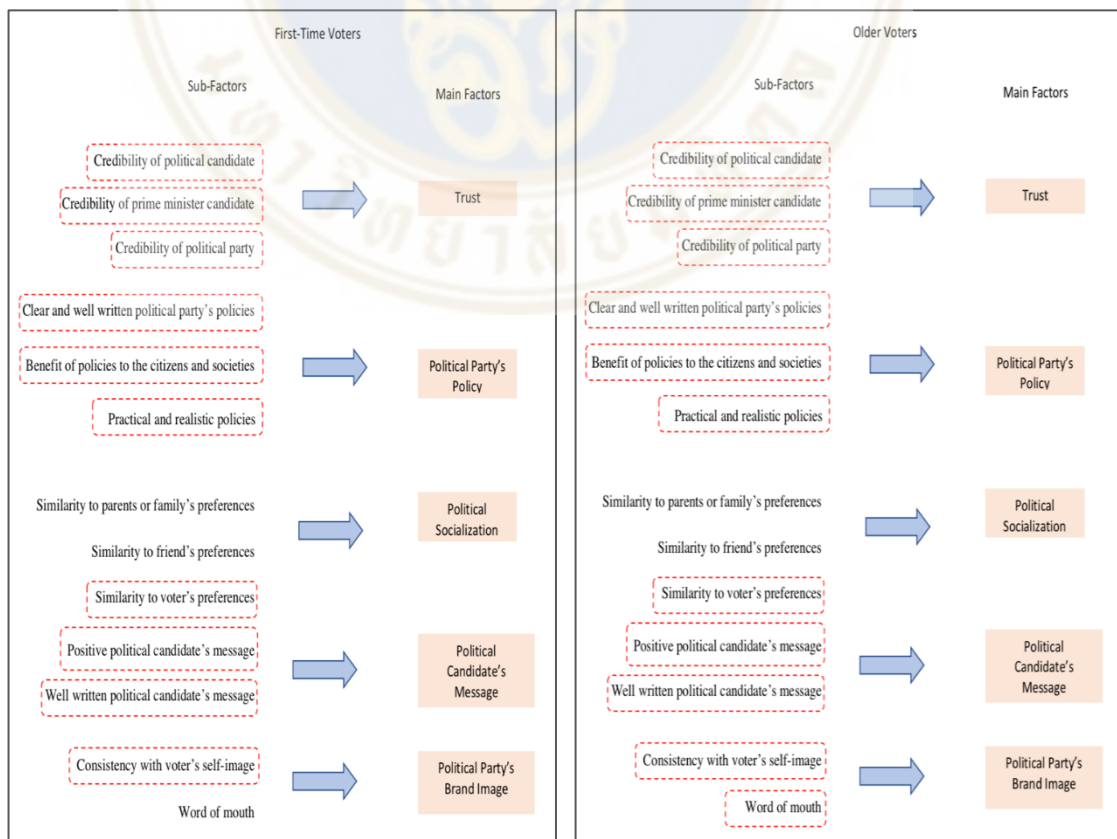 First-Time Voters
Sub-Factors
Main Factors
Credibility of political candidate
Credibility of prime minister candidate
Credibility of political party
Trust
Clear and well written political party's policies
Benefit of policies to the citizens and societies
Practical and realistic policies
Political Party's
Policy
Similarity to parents or family's preferences
Similarity to friend's preferences
Political
Socialization
Similarity to voter's preferences
Positive political candidate's message
Well written political candidate's message
Political
Candidate's
Message
Consistency with voter's self-image
Word of mouth
Political Party's
Brand Image
Older Voters
Sub-Factors
Main Factors
Credibility of political candidate
Credibility of prime minister candidate
Credibility of political party
Trust
Clear and well written political party's policies
Benefit of policies to the citizens and societies
Practical and realistic policies
Political Party's
Policy
Similarity to parents or family's preferences
Similarity to friend's preferences
Political
Socialization
Similarity to voter's preferences
Positive political candidate's message
Well written political candidate's message
Political
Candidate's
Message
Consistency with voter's self-image
Word of mouth
Political Party's
Brand Image